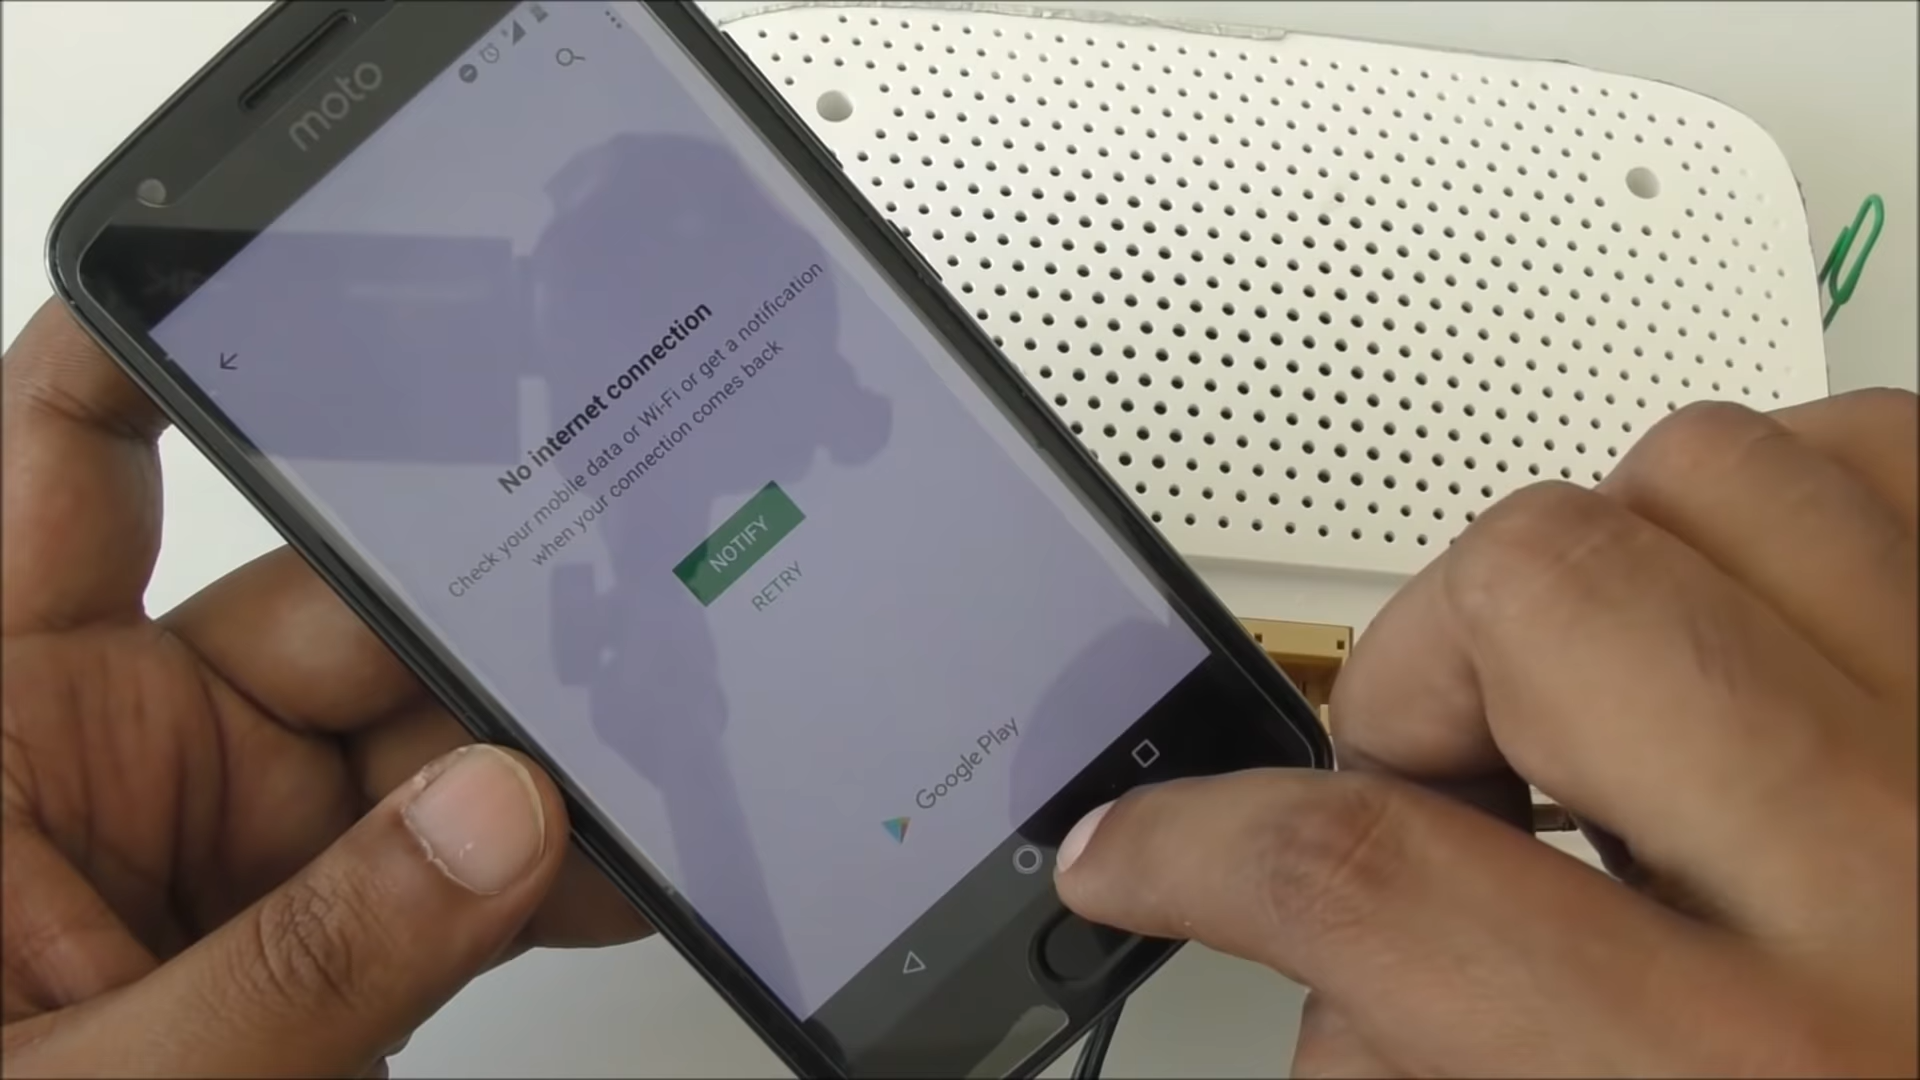 moto
No internet connection
Check your mobile data or Wi-Fi or get a notification
when your connection comes back
NOTIFY
RETRY
Google Play